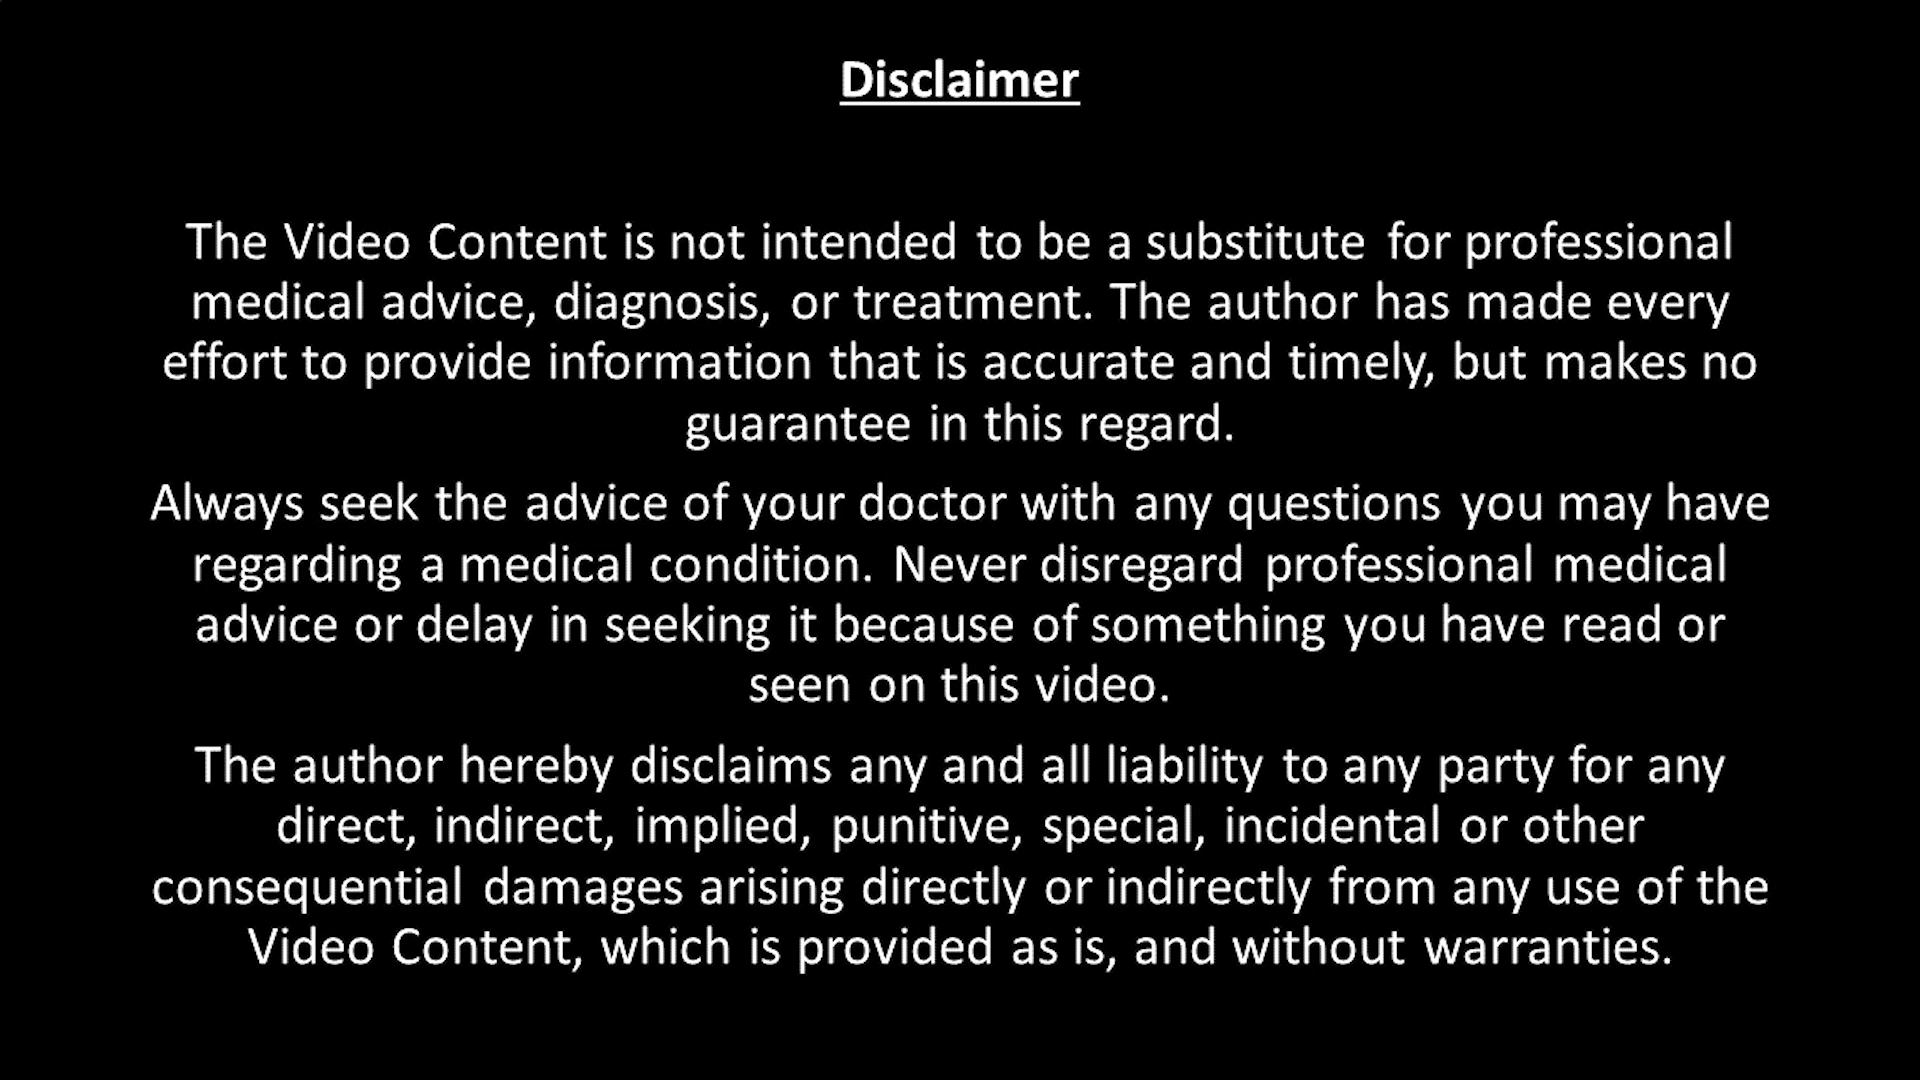 Disclaimer
The Video Content is not intended to be a substitute for professional
medical advice, diagnosis, or treatment. The author has made every
effort to provide information that is accurate and timely, but makes no
guarantee in this regard.
Always seek the advice of your doctor with any questions you may have
regarding a medical condition. Never disregard professional medical
advice or delay in seeking it because of something you have read or
seen on this video.
The author hereby disclaims any and all liability to any party for any
direct, indirect, implied, punitive, special, incidental or other
consequential damages arising directly or indirectly from any use of the
Video Content, which is provided as is, and without warranties.